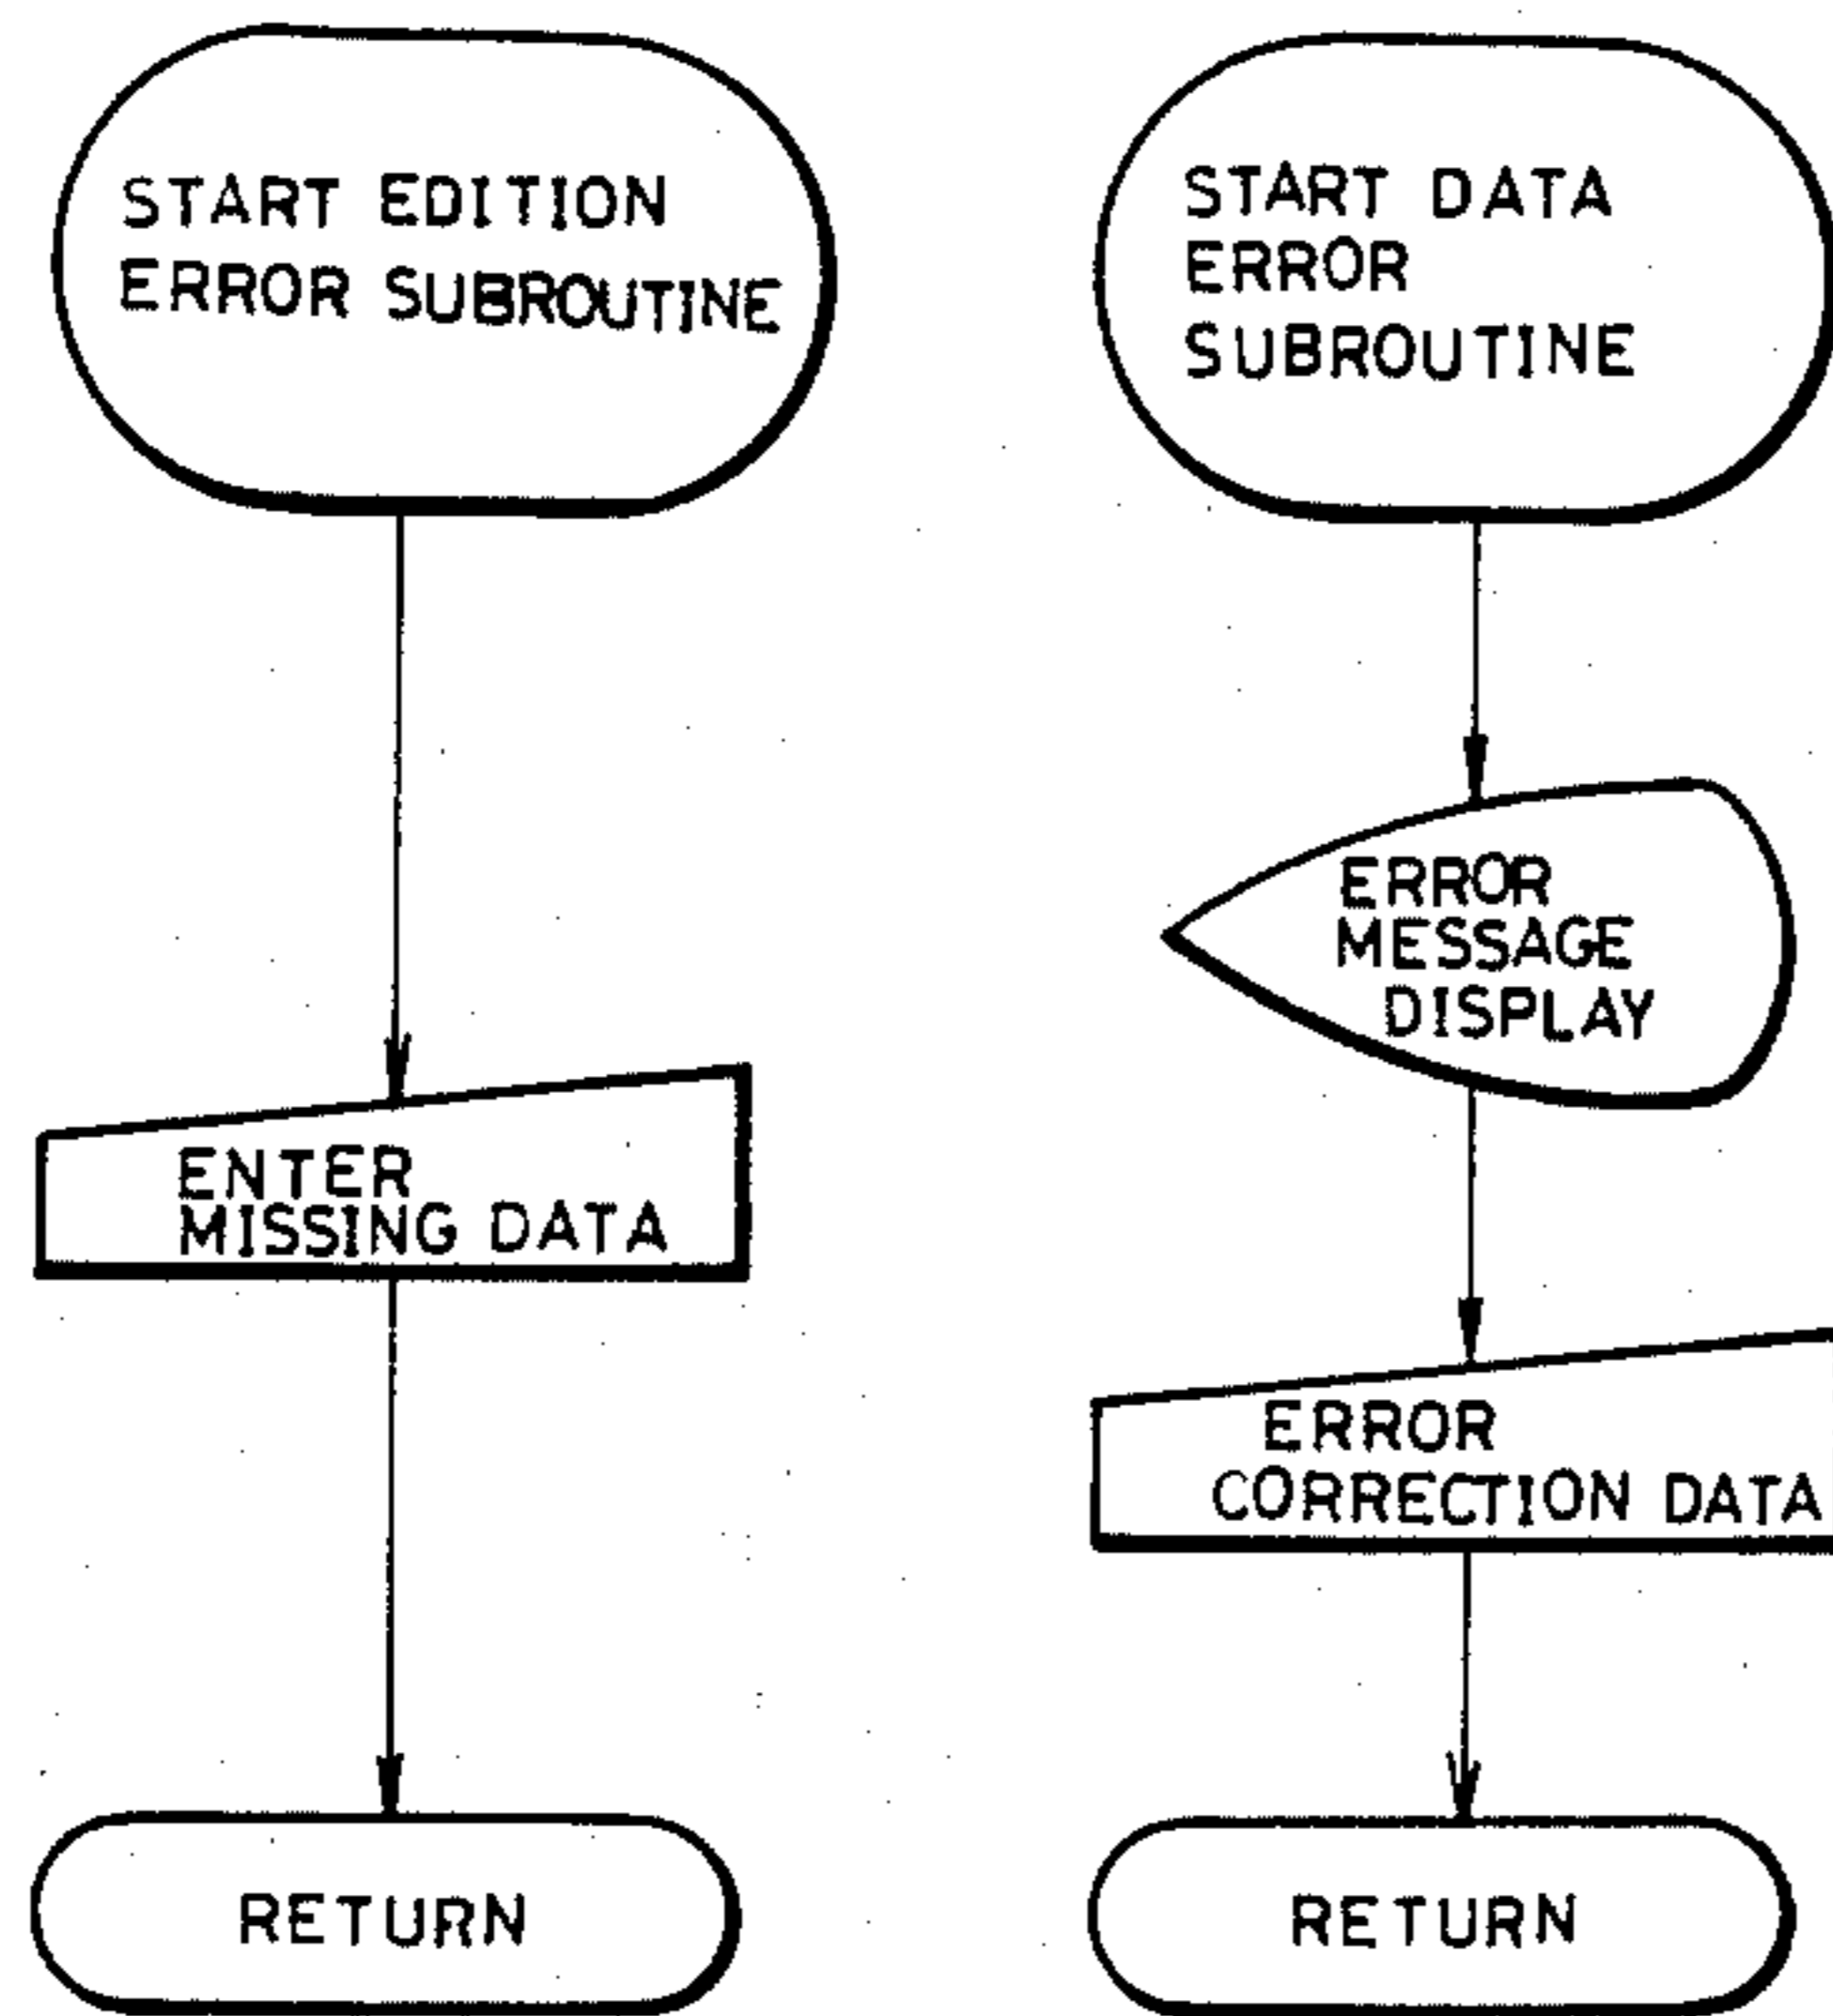 START EDITION
ERROR SUBROUTINE
ENTER
MISSING DATA
RETURN
START DATA
ERROR
SUBROUTINE
ERROR
MESSAGE
DISPLAY
ERROR
CORRECTION DATA
RETURN